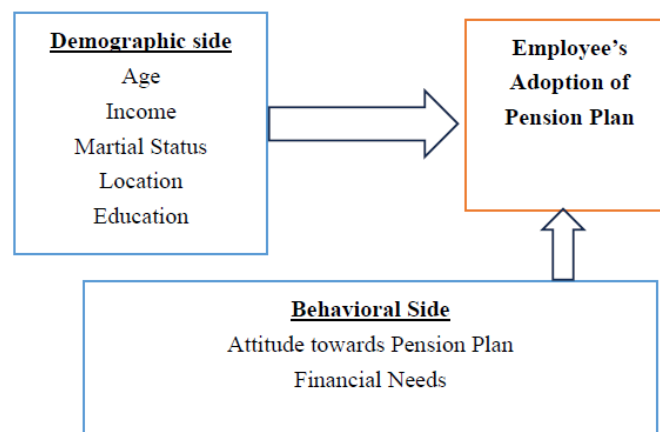 Demographic side
Age
Income
Martial Status
Location
Education
Employee's
Adoption of
Pension Plan
Behavioral Side
Attitude towards Pension Plan
Financial Needs